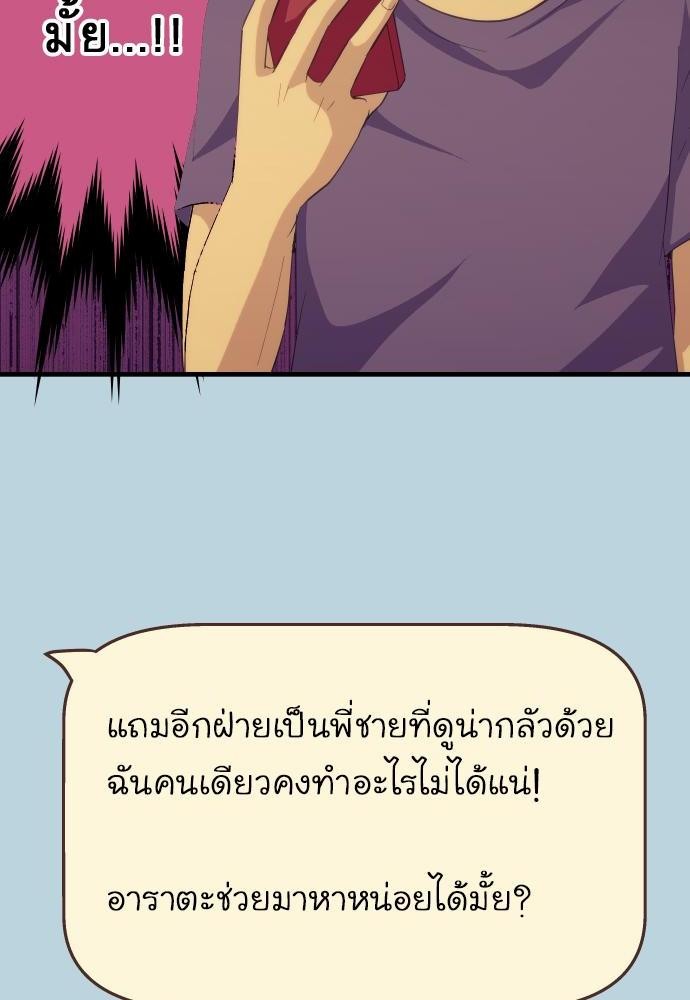 มั้ย...!!
แถมอีกฝ่ายเป็นพี่ชายที่ดูน่ากลัวด้วย
ฉันคนเดียวคงทำอะไรไม่ได้แน่!
อาราตะช่วยมาหาหน่อยได้มั้ย?